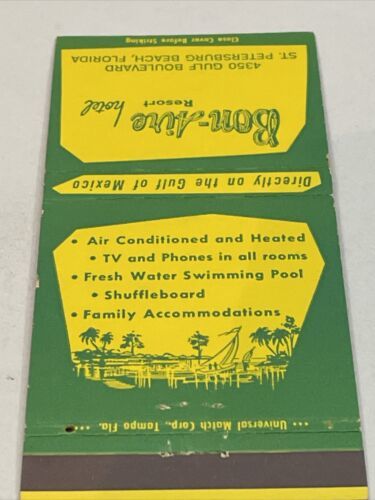 Close Cover Before Striking
4350 GULF BOULEVARD
ST. PETERSBURG BEACH, FLORIDA
Bon-Aire hotel
Resort
Directly on the Gulf of Mexico
• Air Conditioned and Heated
• TV and Phones in all rooms
• Fresh Water Swimming Pool
• Shuffleboard
• Family Accommodations
••• Universal Match Corp., Tampa Fla. •••